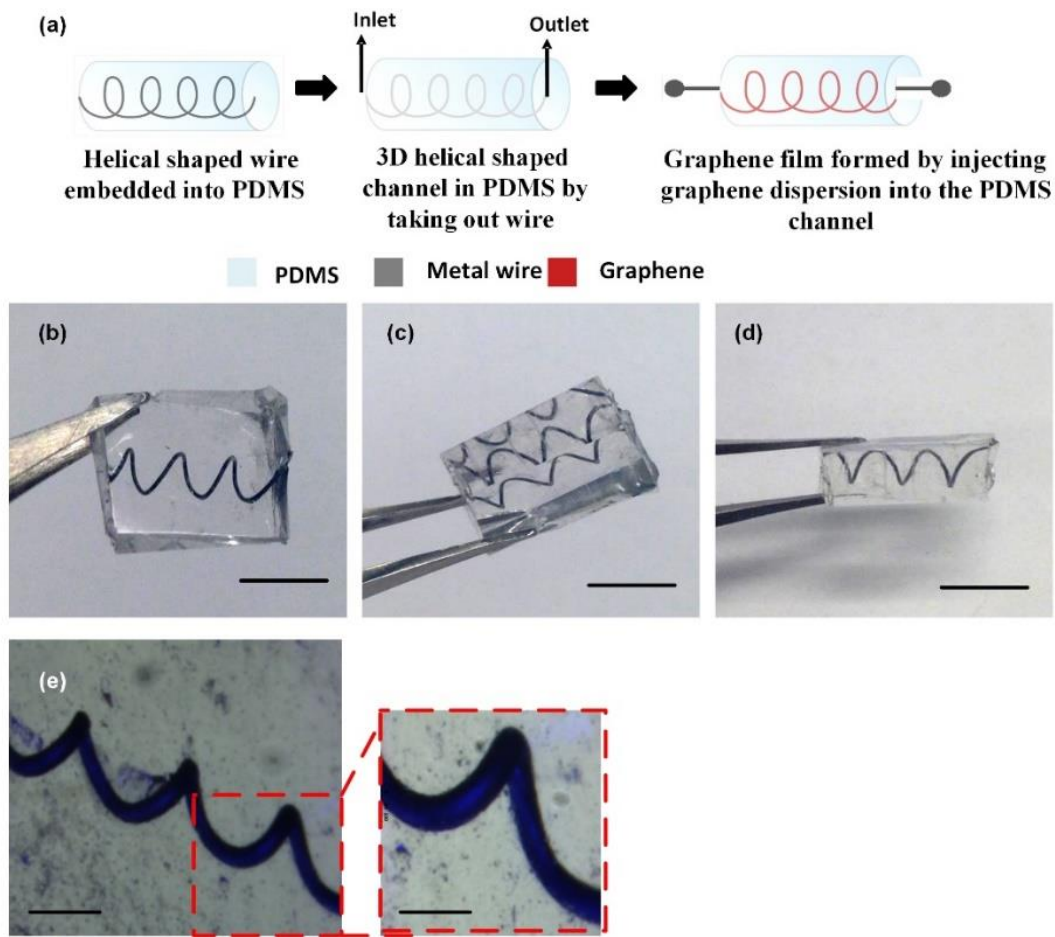 (a)
Inlet
Outlet
Helical shaped wire
embedded into PDMS
3D helical shaped
channel in PDMS by
taking out wire
Graphene film formed by injecting
graphene dispersion into the PDMS
channel
PDMS
Metal wire
Graphene
(b)
(c)
(d)
(e)